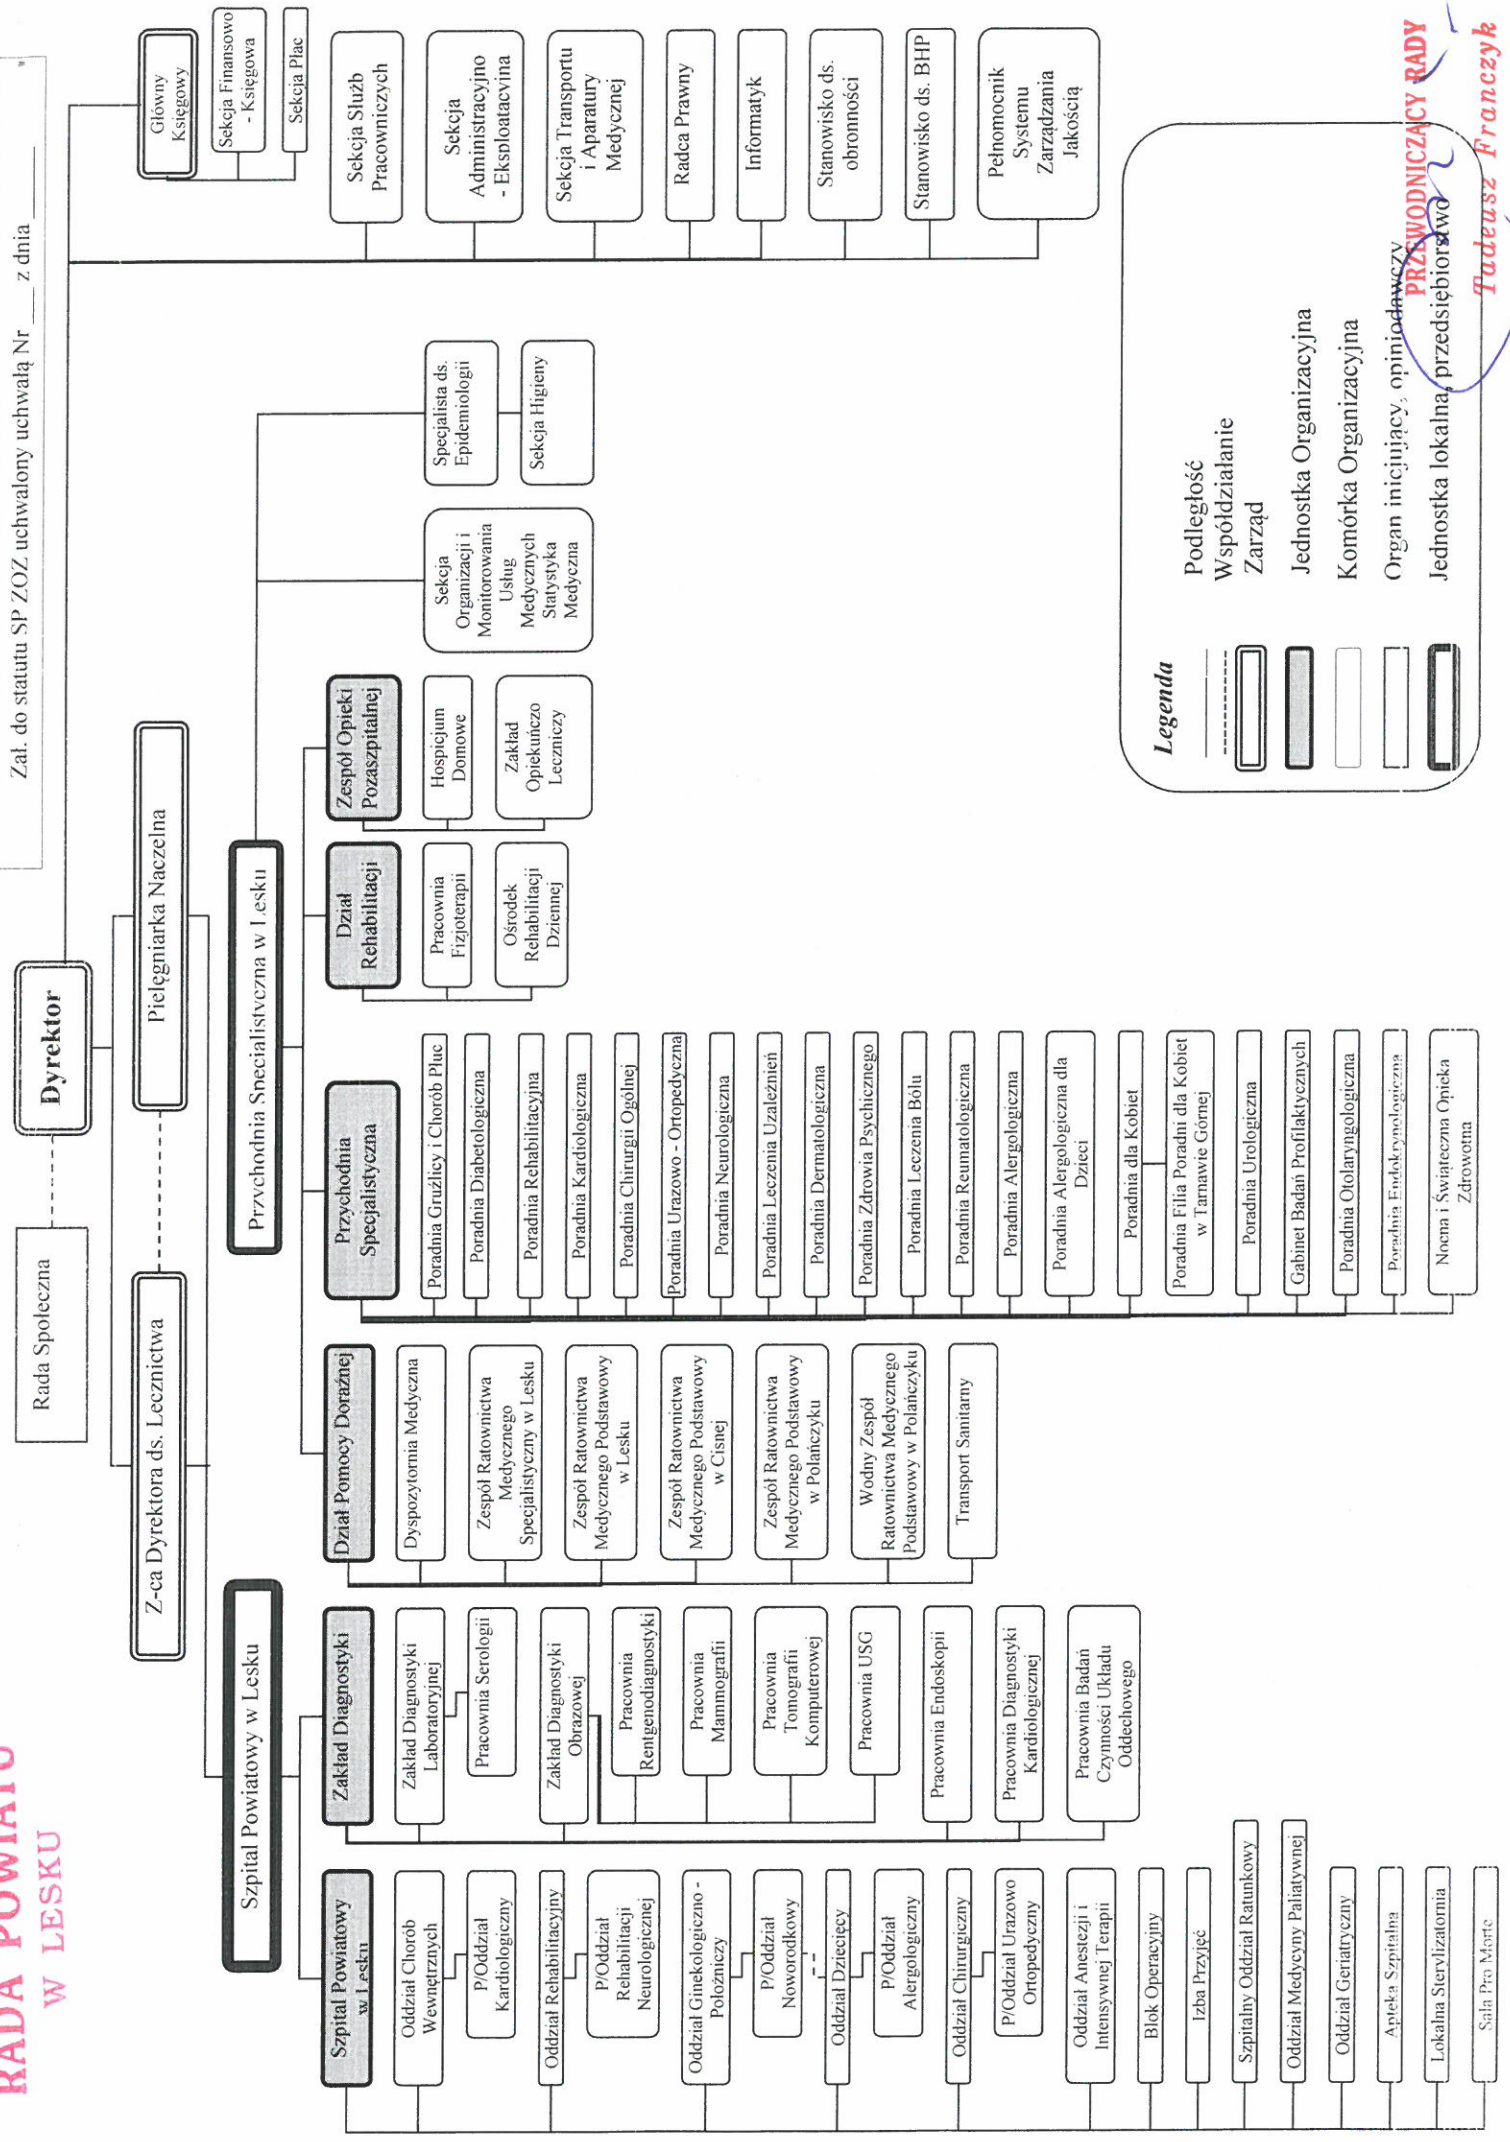 RADA POWIATU
W LESKU
Zał. do statutu SP ZOZ uchwalony uchwałą Nr ____ z dnia ____
Rada Społeczna
Dyrektor
Z-ca Dyrektora ds. Lecznictwa
Pielęgniarka Naczelna
Szpital Powiatowy w Lesku
Przychodnia Specjalistyczna w Lesku
Szpital Powiatowy
w Lesku
Oddział Chorób
Wewnętrznych
P/Oddział
Kardiologiczny
Oddział Rehabilitacyjny
P/Oddział
Rehabilitacji
Neurologicznej
Oddział Ginekologiczno -
Położniczy
P/Oddział
Noworodkowy
Oddział Dziecięcy
P/Oddział
Alergologiczny
Oddział Chirurgiczny
P/Oddział Urazowo
Ortopedyczny
Oddział Anestezji i
Intensywnej Terapii
Blok Operacyjny
Izba Przyjęć
Szpitalny Oddział Ratunkowy
Oddział Medycyny Paliatywnej
Oddział Geriatryczny
Apteka Szpitalna
Lokalna Sterylizatornia
Sala Pro Morte
Zakład Diagnostyki
Zakład Diagnostyki
Laboratoryjnej
Pracownia Serologii
Zakład Diagnostyki
Obrazowej
Pracownia
Rentgenodiagnostyki
Pracownia
Mammografii
Pracownia
Tomografii
Komputerowej
Pracownia USG
Pracownia Endoskopii
Pracownia Diagnostyki
Kardiologicznej
Pracownia Badań
Czynności Układu
Oddechowego
Dział Pomocy Doraźnej
Dyspozytornia Medyczna
Zespół Ratownictwa
Medycznego
Specjalistyczny w Lesku
Zespół Ratownictwa
Medycznego Podstawowy
w Lesku
Zespół Ratownictwa
Medycznego Podstawowy
w Cisnej
Zespół Ratownictwa
Medycznego Podstawowy
w Polańczyku
Wodny Zespół
Ratownictwa Medycznego
Podstawowy w Polańczyku
Transport Sanitarny
Przychodnia
Specjalistyczna
Poradnia Gruźlicy i Chorób Płuc
Poradnia Diabetologiczna
Poradnia Rehabilitacyjna
Poradnia Kardiologiczna
Poradnia Chirurgii Ogólnej
Poradnia Urazowo - Ortopedyczna
Poradnia Neurologiczna
Poradnia Leczenia Uzależnień
Poradnia Dermatologiczna
Poradnia Zdrowia Psychicznego
Poradnia Leczenia Bólu
Poradnia Reumatologiczna
Poradnia Alergologiczna
Poradnia Alergologiczna dla
Dzieci
Poradnia dla Kobiet
Poradnia Filia Poradni dla Kobiet
w Tarnawie Górnej
Poradnia Urologiczna
Gabinet Badań Profilaktycznych
Poradnia Otolaryngologiczna
Poradnia Endokrynologiczna
Nocna i Świąteczna Opieka
Zdrowotna
Dział
Rehabilitacji
Pracownia
Fizjoterapii
Ośrodek
Rehabilitacji
Dziennej
Zespół Opieki
Pozaszpitalnej
Hospicjum
Domowe
Zakład
Opiekuńczo
Leczniczy
Sekcja
Organizacji i
Monitorowania
Usług
Medycznych
Statystyka
Medyczna
Specjalista ds.
Epidemiologii
Sekcja Higieny
Główny
Księgowy
Sekcja Finansowo
- Księgowa
Sekcja Płac
Sekcja Służb
Pracowniczych
Sekcja
Administracyjno
- Eksploatacyjna
Sekcja Transportu
i Aparatury
Medycznej
Radca Prawny
Informatyk
Stanowisko ds.
obronności
Stanowisko ds. BHP
Pełnomocnik
Systemu
Zarządzania
Jakością
Legenda
Podległość
Współdziałanie
Zarząd
Jednostka Organizacyjna
Komórka Organizacyjna
Organ inicjujący, opiniodawczy
Jednostka lokalna, przedsiębiorstwo
PRZEWODNICZĄCY RADY
Tadeusz Franczyk